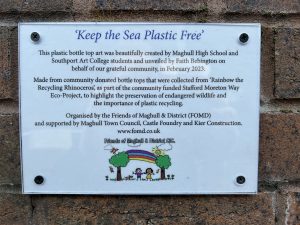 'Keep the Sea Plastic Free'
This plastic bottle top art was beautifully created by Maghull High School and
Southport Art College students and unveiled by Faith Bebington on
behalf of our grateful community, in February 2023.
Made from community donated bottle tops that were collected from 'Rainbow the
Recycling Rhinoceros', as part of the community funded Stafford Moreton Way
Eco-Project, to highlight the preservation of endangered wildlife and
the importance of plastic recycling.
Organised by the Friends of Maghull & District (FOMD)
and supported by Maghull Town Council, Castle Foundry and Kier Construction.
www.fomd.co.uk
Friends of Maghull & District